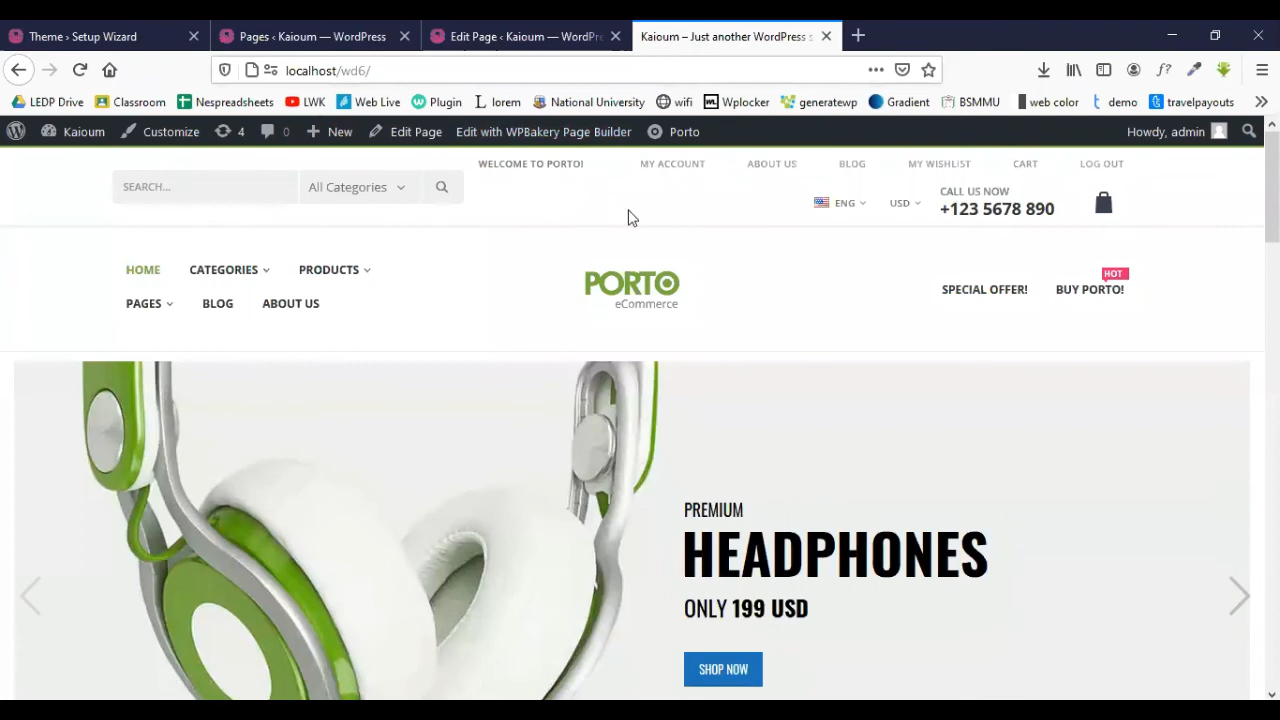 Theme › Setup Wizard
Pages ‹ Kaioum — WordPress
Edit Page ‹ Kaioum — WordPre
Kaioum – Just another WordPress s
localhost/wd6/
LEDP Drive
Classroom
Nespreadsheets
LWK
Web Live
Plugin
lorem
National University
wifi
Wplocker
generatewp
Gradient
BSMMU
web color
demo
travelpayouts
Kaioum
Customize
4
0
New
Edit Page
Edit with WPBakery Page Builder
Porto
Howdy, admin
SEARCH...
All Categories
WELCOME TO PORTO!
MY ACCOUNT
ABOUT US
BLOG
MY WISHLIST
CART
LOG OUT
ENG
USD
CALL US NOW
+123 5678 890
HOME
CATEGORIES
PRODUCTS
PAGES
BLOG
ABOUT US
PORTO
eCommerce
SPECIAL OFFER!
HOT
BUY PORTO!
PREMIUM
HEADPHONES
ONLY 199 USD
SHOP NOW